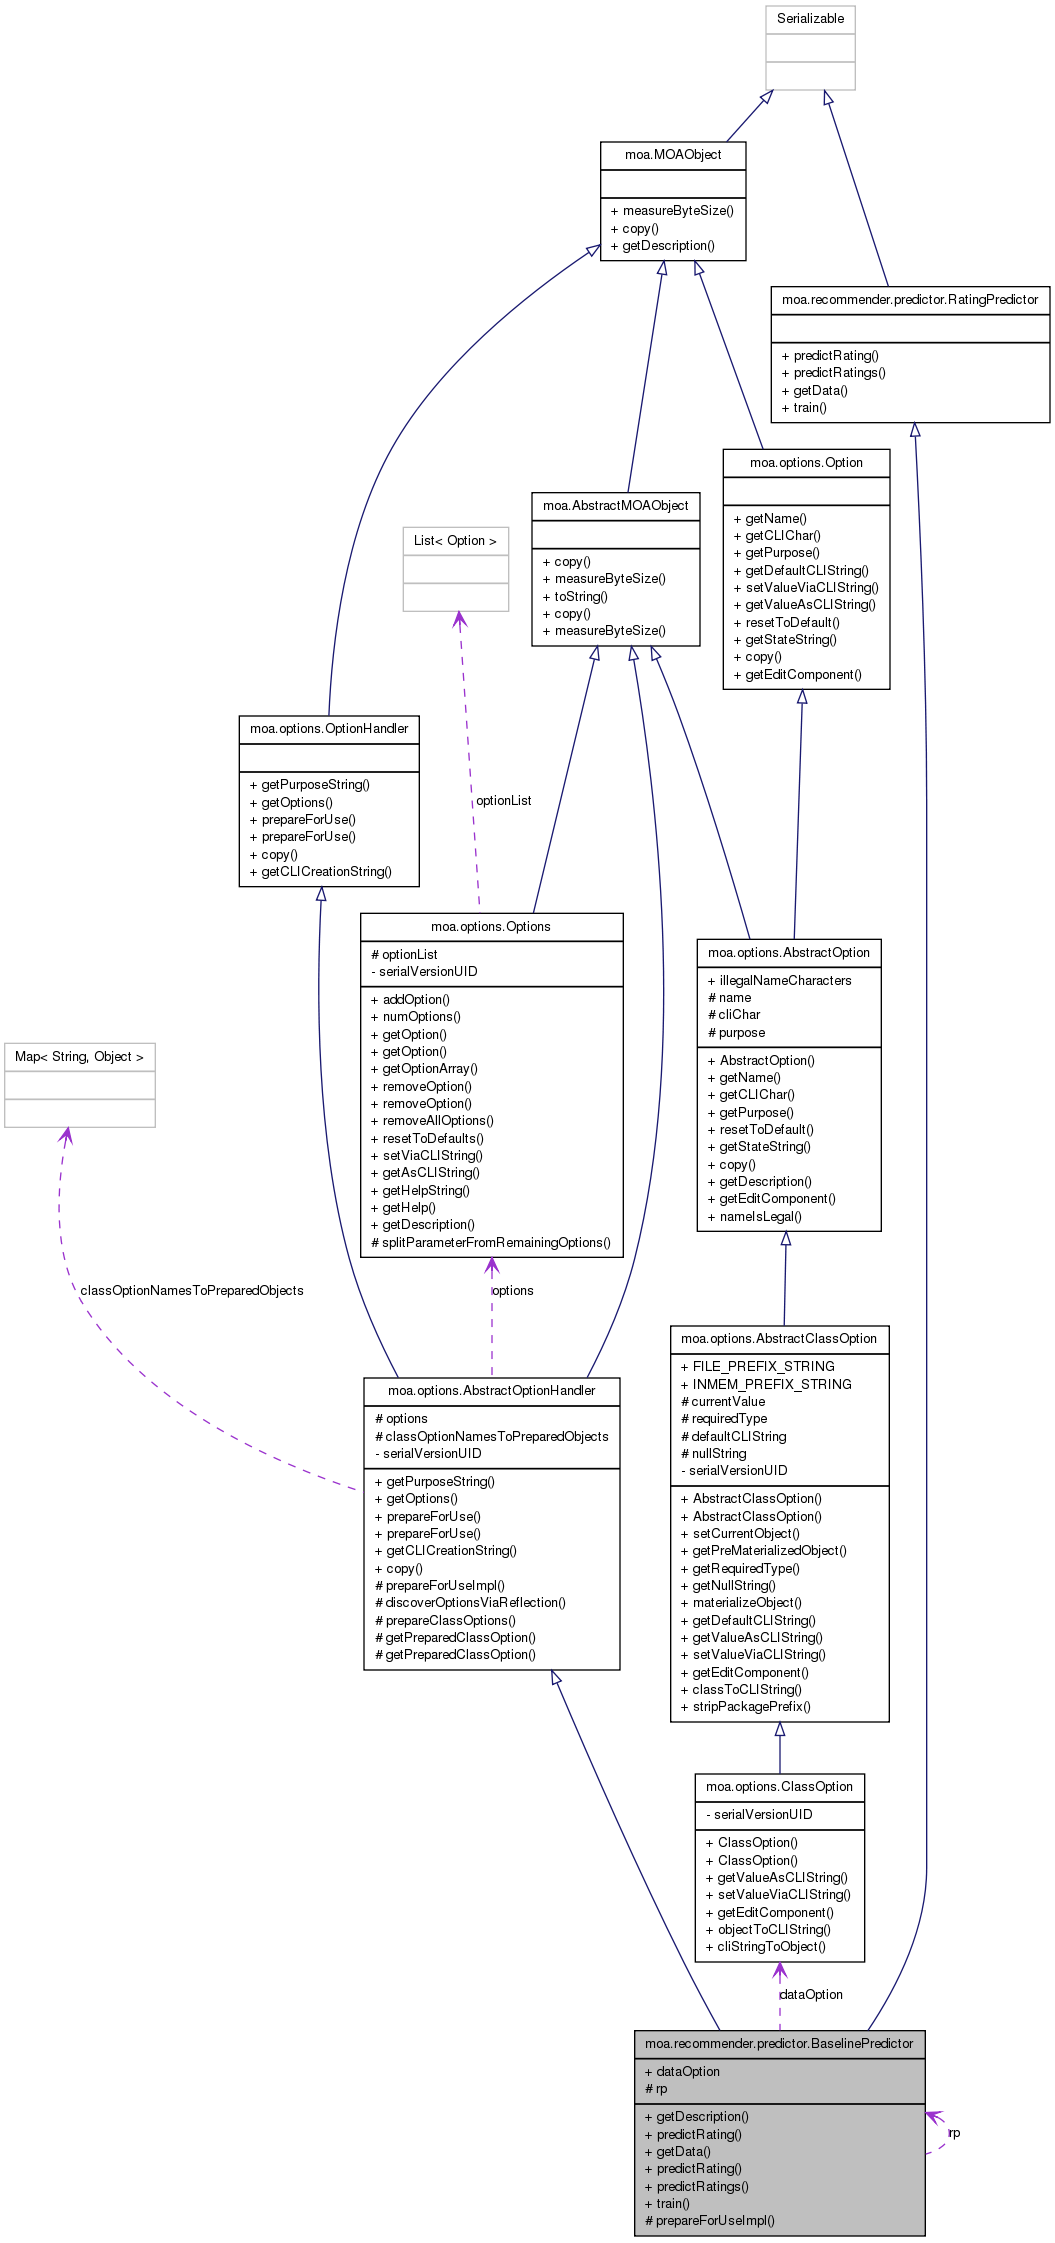 Serializable
moa.MOAObject
+ measureByteSize()
+ copy()
+ getDescription()
moa.recommender.predictor.RatingPredictor
+ predictRating()
+ predictRatings()
+ getData()
+ train()
moa.options.Option
+ getName()
+ getCLIChar()
+ getPurpose()
+ getDefaultCLIString()
+ setValueViaCLIString()
+ getValueAsCLIString()
+ resetToDefault()
+ getStateString()
+ copy()
+ getEditComponent()
moa.AbstractMOAObject
+ copy()
+ measureByteSize()
+ toString()
+ copy()
+ measureByteSize()
List< Option >
optionList
moa.options.OptionHandler
+ getPurposeString()
+ getOptions()
+ prepareForUse()
+ prepareForUse()
+ copy()
+ getCLICreationString()
moa.options.Options
# optionList
- serialVersionUID
+ addOption()
+ numOptions()
+ getOption()
+ getOption()
+ getOptionArray()
+ removeOption()
+ removeOption()
+ removeAllOptions()
+ resetToDefaults()
+ setViaCLIString()
+ getAsCLIString()
+ getHelpString()
+ getHelp()
+ getDescription()
# splitParameterFromRemainingOptions()
moa.options.AbstractOption
+ illegalNameCharacters
# name
# cliChar
# purpose
+ AbstractOption()
+ getName()
+ getCLIChar()
+ getPurpose()
+ resetToDefault()
+ getStateString()
+ copy()
+ getDescription()
+ getEditComponent()
+ nameIsLegal()
Map< String, Object >
classOptionNamesToPreparedObjects
options
moa.options.AbstractClassOption
+ FILE_PREFIX_STRING
+ INMEM_PREFIX_STRING
# currentValue
# requiredType
# defaultCLIString
# nullString
- serialVersionUID
+ AbstractClassOption()
+ AbstractClassOption()
+ setCurrentObject()
+ getPreMaterializedObject()
+ getRequiredType()
+ getNullString()
+ materializeObject()
+ getDefaultCLIString()
+ getValueAsCLIString()
+ setValueViaCLIString()
+ getEditComponent()
+ classToCLIString()
+ stripPackagePrefix()
moa.options.AbstractOptionHandler
# options
# classOptionNamesToPreparedObjects
- serialVersionUID
+ getPurposeString()
+ getOptions()
+ prepareForUse()
+ prepareForUse()
+ getCLICreationString()
+ copy()
# prepareForUseImpl()
# discoverOptionsViaReflection()
# prepareClassOptions()
# getPreparedClassOption()
# getPreparedClassOption()
moa.options.ClassOption
- serialVersionUID
+ ClassOption()
+ ClassOption()
+ getValueAsCLIString()
+ setValueViaCLIString()
+ getEditComponent()
+ objectToCLIString()
+ cliStringToObject()
dataOption
moa.recommender.predictor.BaselinePredictor
+ dataOption
# rp
+ getDescription()
+ predictRating()
+ getData()
+ predictRating()
+ predictRatings()
+ train()
# prepareForUseImpl()
rp